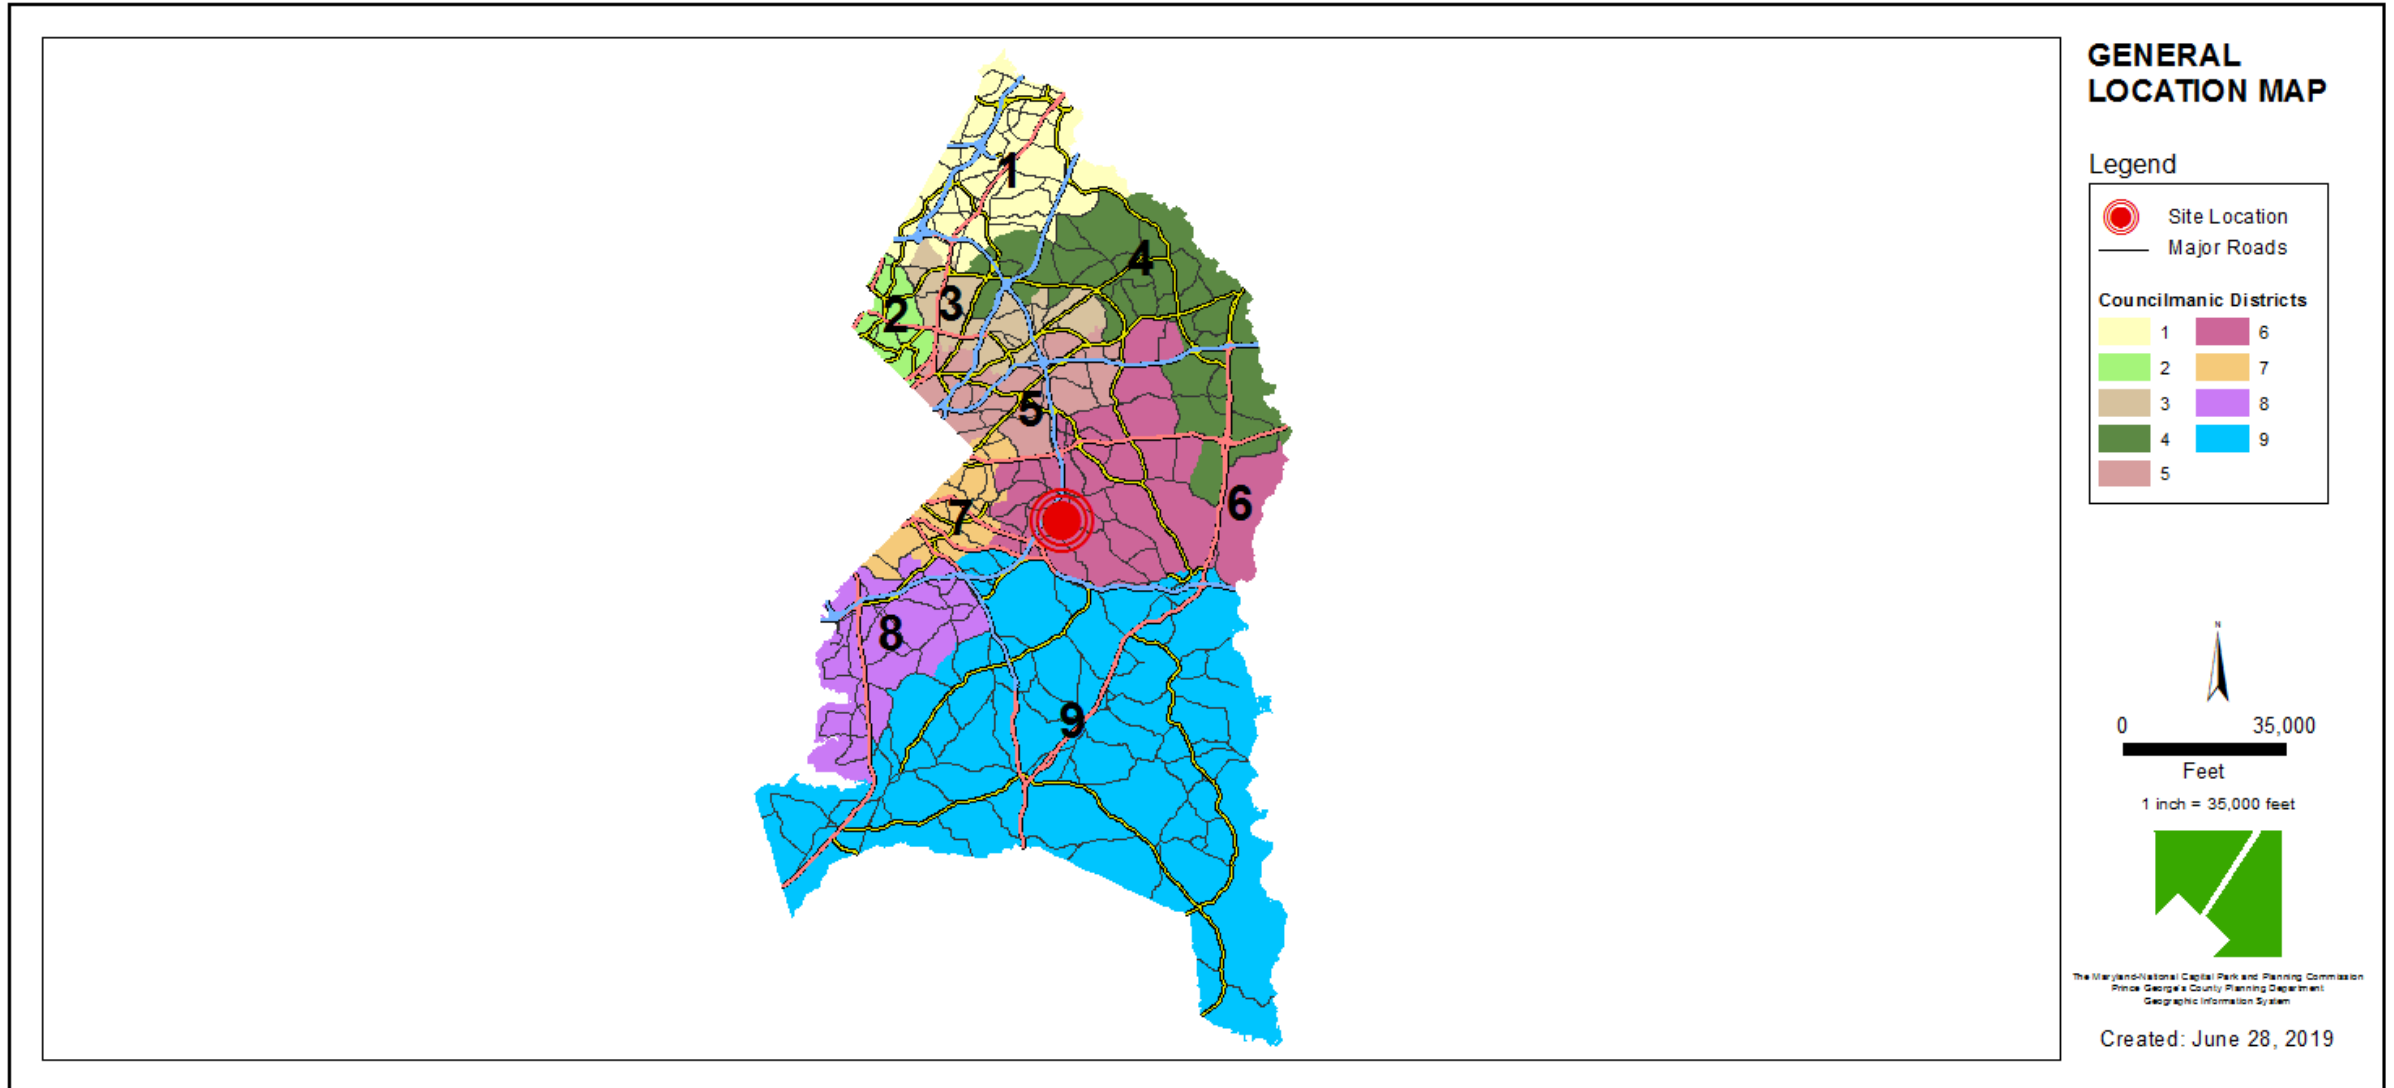 GENERAL
LOCATION MAP
Legend
Site Location
Major Roads
Councilmanic Districts
1 6
2 7
3 8
4 9
5
N
0 35,000
Feet
1 inch = 35,000 feet
The Maryland-National Capital Park and Planning Commission
Prince George's County Planning Department
Geographic Information System
Created: June 28, 2019
1
4
2
3
5
6
7
8
9